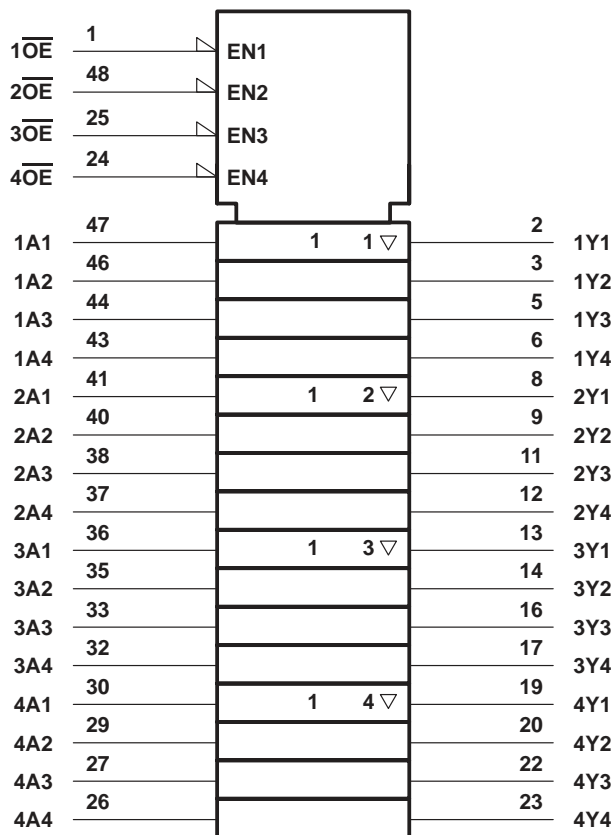 1O̅E̅ 1 EN1
2O̅E̅ 48 EN2
3O̅E̅ 25 EN3
4O̅E̅ 24 EN4
1A1 47 1 1 ▽ 2 1Y1
1A2 46 3 1Y2
1A3 44 5 1Y3
1A4 43 6 1Y4
2A1 41 1 2 ▽ 8 2Y1
2A2 40 9 2Y2
2A3 38 11 2Y3
2A4 37 12 2Y4
3A1 36 1 3 ▽ 13 3Y1
3A2 35 14 3Y2
3A3 33 16 3Y3
3A4 32 17 3Y4
4A1 30 1 4 ▽ 19 4Y1
4A2 29 20 4Y2
4A3 27 22 4Y3
4A4 26 23 4Y4